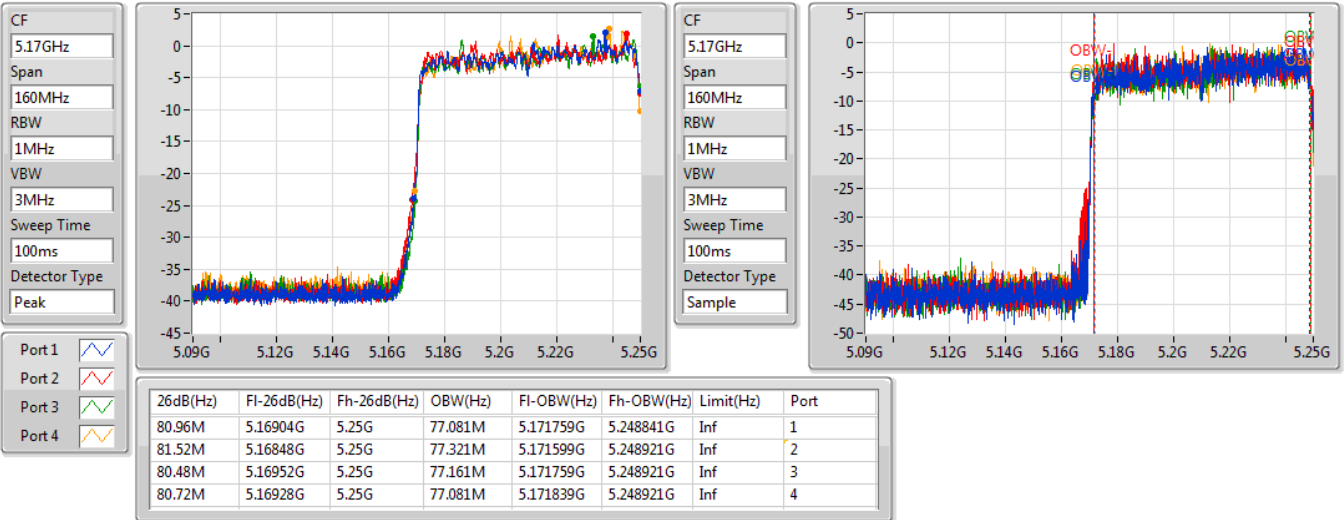 CF
5.17GHz
Span
160MHz
RBW
1MHz
VBW
3MHz
Sweep Time
100ms
Detector Type
Peak
5
0
-5
-10
-15
-20
-25
-30
-35
-40
-45
5.09G 5.12G 5.14G 5.16G 5.18G 5.2G 5.22G 5.25G
CF
5.17GHz
Span
160MHz
RBW
1MHz
VBW
3MHz
Sweep Time
100ms
Detector Type
Sample
5
0
-5
-10
-15
-20
-25
-30
-35
-40
-45
-50
OBW-
5.09G 5.12G 5.14G 5.16G 5.18G 5.2G 5.22G 5.25G
Port 1
Port 2
Port 3
Port 4
26dB(Hz) Fl-26dB(Hz) Fh-26dB(Hz) OBW(Hz) Fl-OBW(Hz) Fh-OBW(Hz) Limit(Hz) Port
80.96M 5.16904G 5.25G 77.081M 5.171759G 5.248841G Inf 1
81.52M 5.16848G 5.25G 77.321M 5.171599G 5.248921G Inf 2
80.48M 5.16952G 5.25G 77.161M 5.171759G 5.248921G Inf 3
80.72M 5.16928G 5.25G 77.081M 5.171839G 5.248921G Inf 4